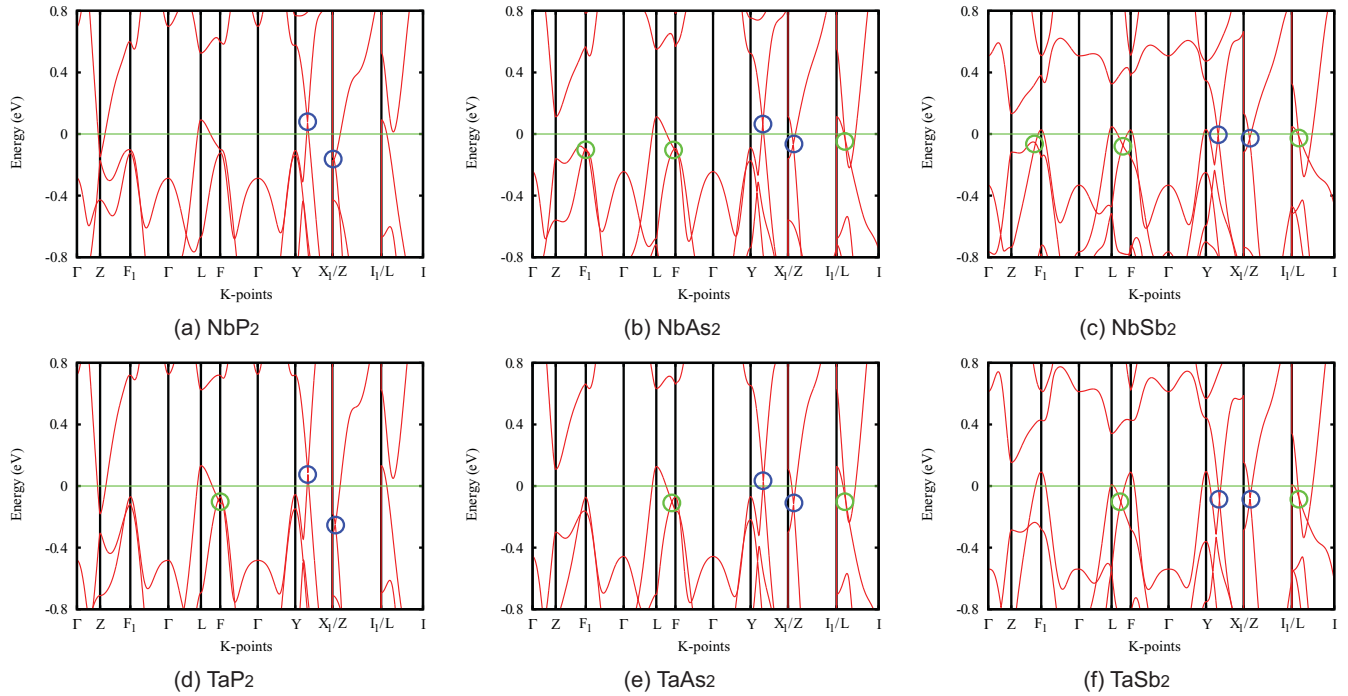 0.8
0.4
0
-0.4
-0.8
Energy (eV)
Γ Z F1 Γ L F Γ Y X1/Z I1/L I
K-points
(a) NbP2
0.8
0.4
0
-0.4
-0.8
Energy (eV)
Γ Z F1 Γ L F Γ Y X1/Z I1/L I
K-points
(b) NbAs2
0.8
0.4
0
-0.4
-0.8
Energy (eV)
Γ Z F1 Γ L F Γ Y X1/Z I1/L I
K-points
(c) NbSb2
0.8
0.4
0
-0.4
-0.8
Energy (eV)
Γ Z F1 Γ L F Γ Y X1/Z I1/L I
K-points
(d) TaP2
0.8
0.4
0
-0.4
-0.8
Energy (eV)
Γ Z F1 Γ L F Γ Y X1/Z I1/L I
K-points
(e) TaAs2
0.8
0.4
0
-0.4
-0.8
Energy (eV)
Γ Z F1 Γ L F Γ Y X1/Z I1/L I
K-points
(f) TaSb2